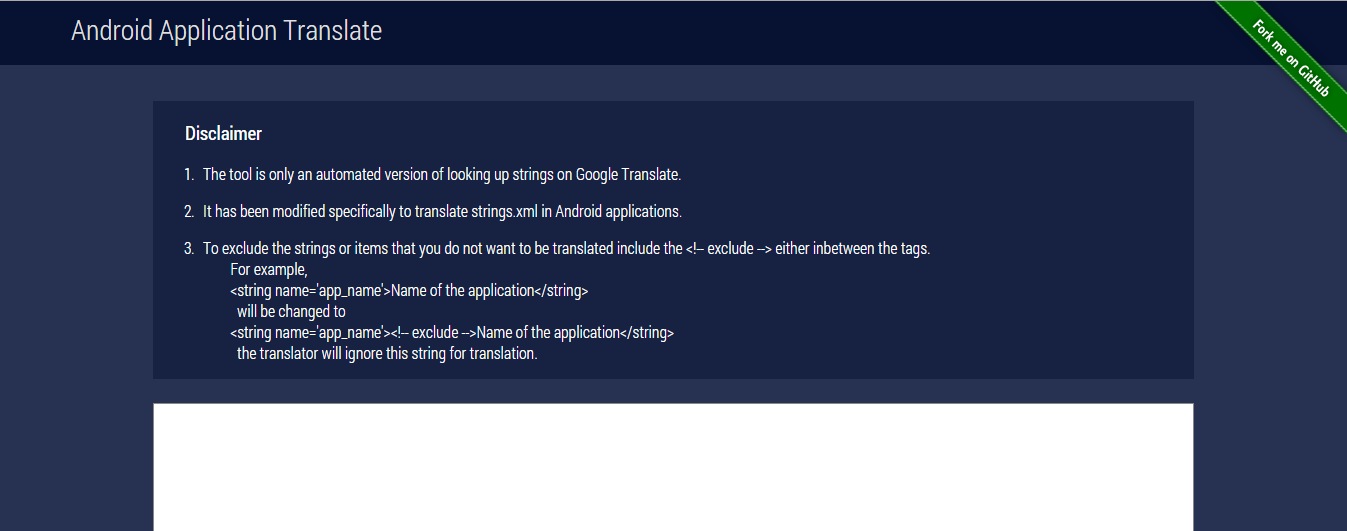 Android Application Translate
Fork me on GitHub
Disclaimer
1. The tool is only an automated version of looking up strings on Google Translate.
2. It has been modified specifically to translate strings.xml in Android applications.
3. To exclude the strings or items that you do not want to be translated include the <!-- exclude --> either inbetween the tags.
For example,
<string name='app_name'>Name of the application</string>
will be changed to
<string name='app_name'><!-- exclude -->Name of the application</string>
the translator will ignore this string for translation.